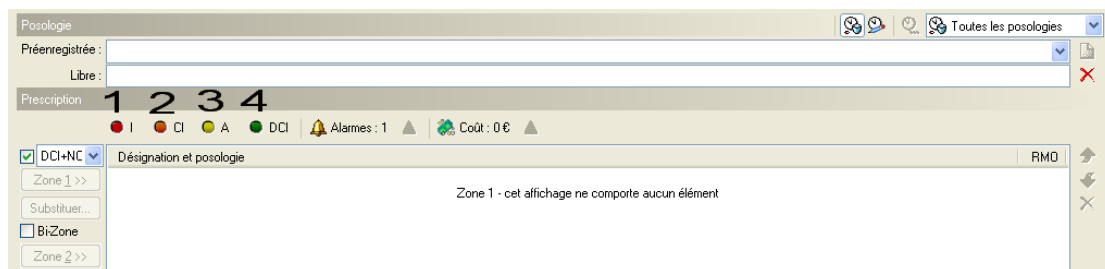 Posologie Toutes les posologies
Préenregistrée :
Libre :
Prescription 1 2 3 4
I CI A DCI Alarmes : 1 Coût : 0 €
DCI+NC Désignation et posologie RMO
Zone 1 >>
Zone 1 - cet affichage ne comporte aucun élément
Substituer...
Bi-Zone
Zone 2 >>